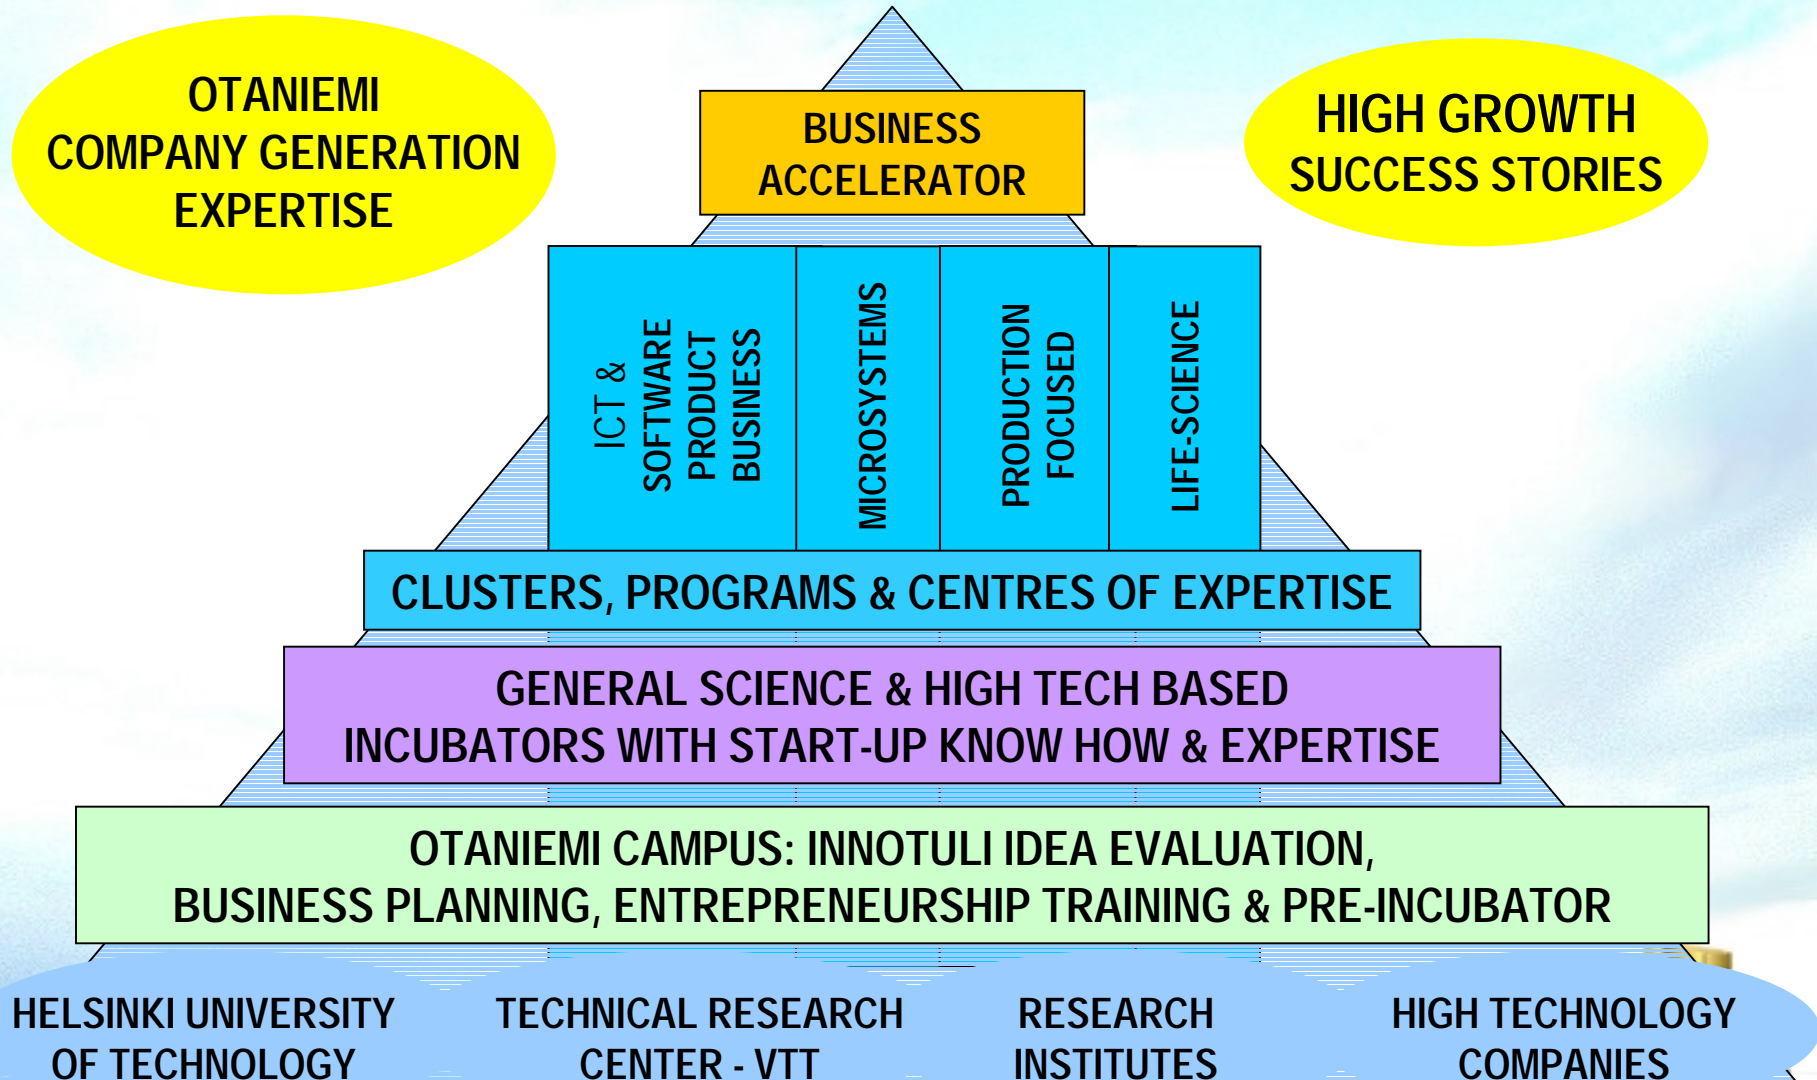 OTANIEMI
COMPANY GENERATION
EXPERTISE
BUSINESS
ACCELERATOR
HIGH GROWTH
SUCCESS STORIES
ICT &
SOFTWARE
PRODUCT
BUSINESS
MICROSYSTEMS
PRODUCTION
FOCUSED
LIFE-SCIENCE
CLUSTERS, PROGRAMS & CENTRES OF EXPERTISE
GENERAL SCIENCE & HIGH TECH BASED
INCUBATORS WITH START-UP KNOW HOW & EXPERTISE
OTANIEMI CAMPUS: INNOTULI IDEA EVALUATION,
BUSINESS PLANNING, ENTREPRENEURSHIP TRAINING & PRE-INCUBATOR
HELSINKI UNIVERSITY
OF TECHNOLOGY
TECHNICAL RESEARCH
CENTER - VTT
RESEARCH
INSTITUTES
HIGH TECHNOLOGY
COMPANIES